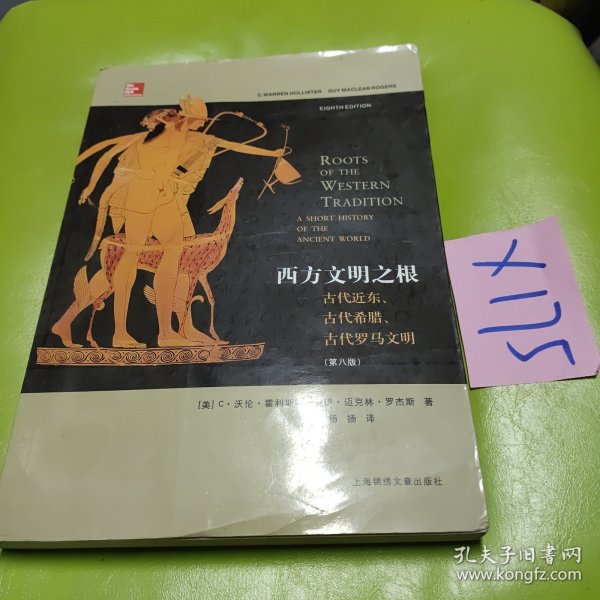 C. WARREN HOLLISTER GUY MACLEAN ROGERS
EIGHTH EDITION
ROOTS
OF THE
WESTERN
TRADITION
A SHORT HISTORY
OF THE
ANCIENT WORLD
西方文明之根
古代近东、
古代希腊、
古代罗马文明
(第八版)
[美] C·沃伦·霍利斯 ·迈克林·罗杰斯 著
杨 扬 译
上海锦绣文章出版社
孔夫子旧书网
www.kongfz.com